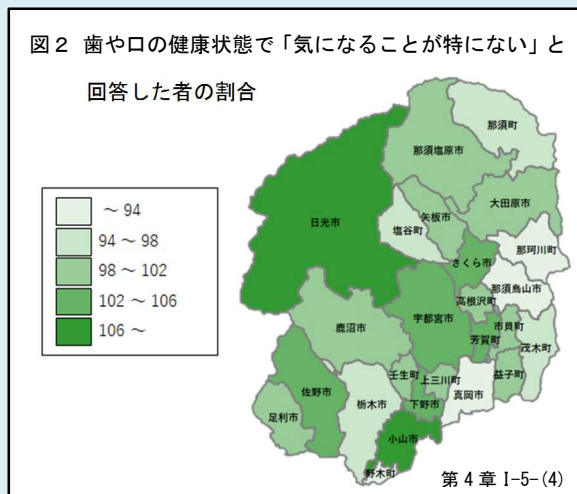 図2 歯や口の健康状態で「気になることが特にない」と
回答した者の割合
～ 94
94 ～ 98
98 ～ 102
102 ～ 106
106 ～
那須町
那須塩原市
大田原市
矢板市
塩谷町
日光市
那珂川町
さくら市
那須烏山市
高根沢町
宇都宮市
市貝町
芳賀町
茂木町
鹿沼市
壬生町
上三川町
益子町
真岡市
下野市
佐野市
栃木市
足利市
小山市
野木町
第4章Ⅰ-5-(4)